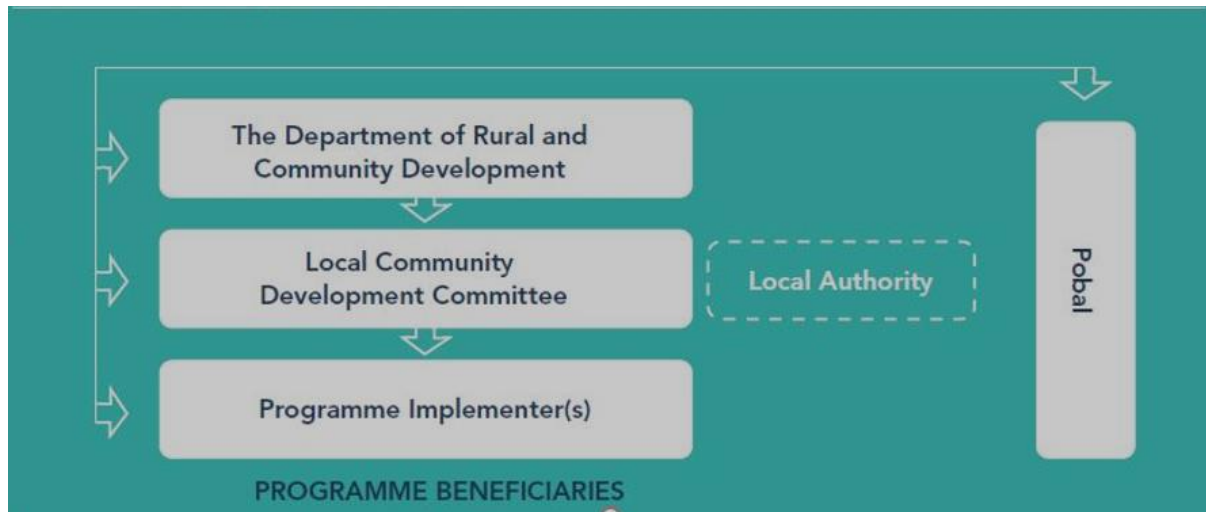 The Department of Rural and
Community Development
Local Community
Development Committee
Local Authority
Pobal
Programme Implementer(s)
PROGRAMME BENEFICIARIES